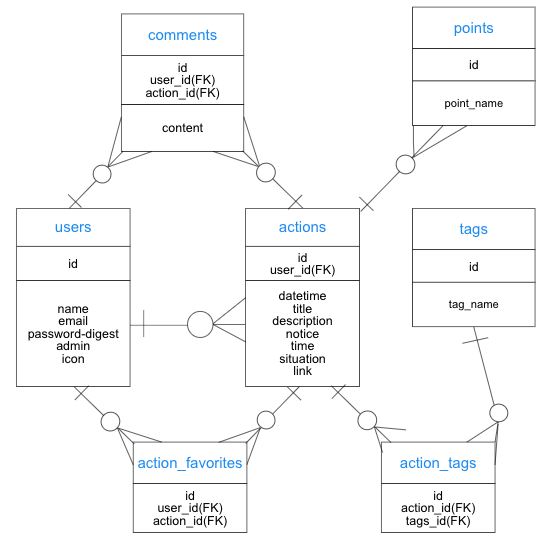 comments
id
user_id(FK)
action_id(FK)
content
points
id
point_name
users
id
name
email
password-digest
admin
icon
actions
id
user_id(FK)
datetime
title
description
notice
time
situation
link
tags
id
tag_name
action_favorites
id
user_id(FK)
action_id(FK)
action_tags
id
action_id(FK)
tags_id(FK)